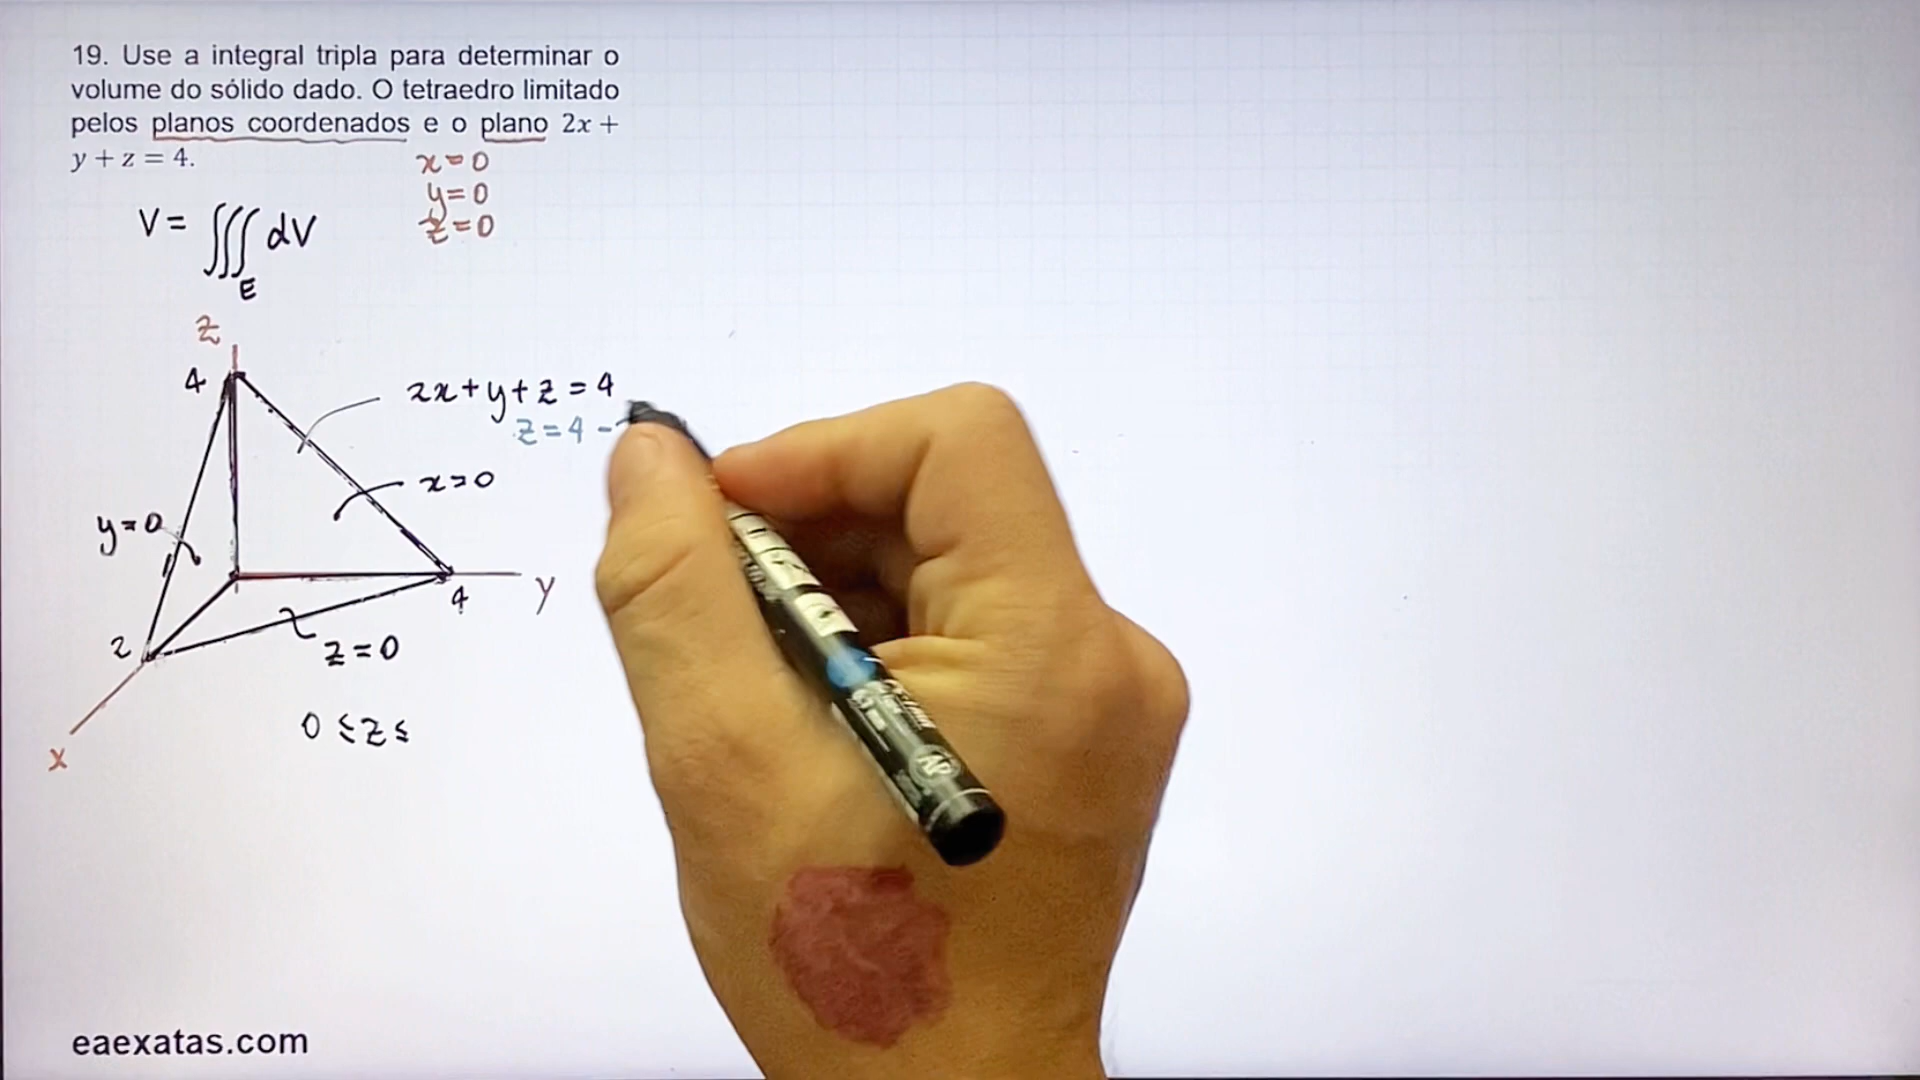 19. Use a integral tripla para determinar o
volume do sólido dado. O tetraedro limitado
pelos planos coordenados e o plano 2x +
y + z = 4.
x=0
y=0
z=0
V = ∭ dV
E
z
4
2x+y+z=4
z=4-
x=0
y=0
4
y
2
z=0
x
0 ≤ z ≤
AP
eaexatas.com